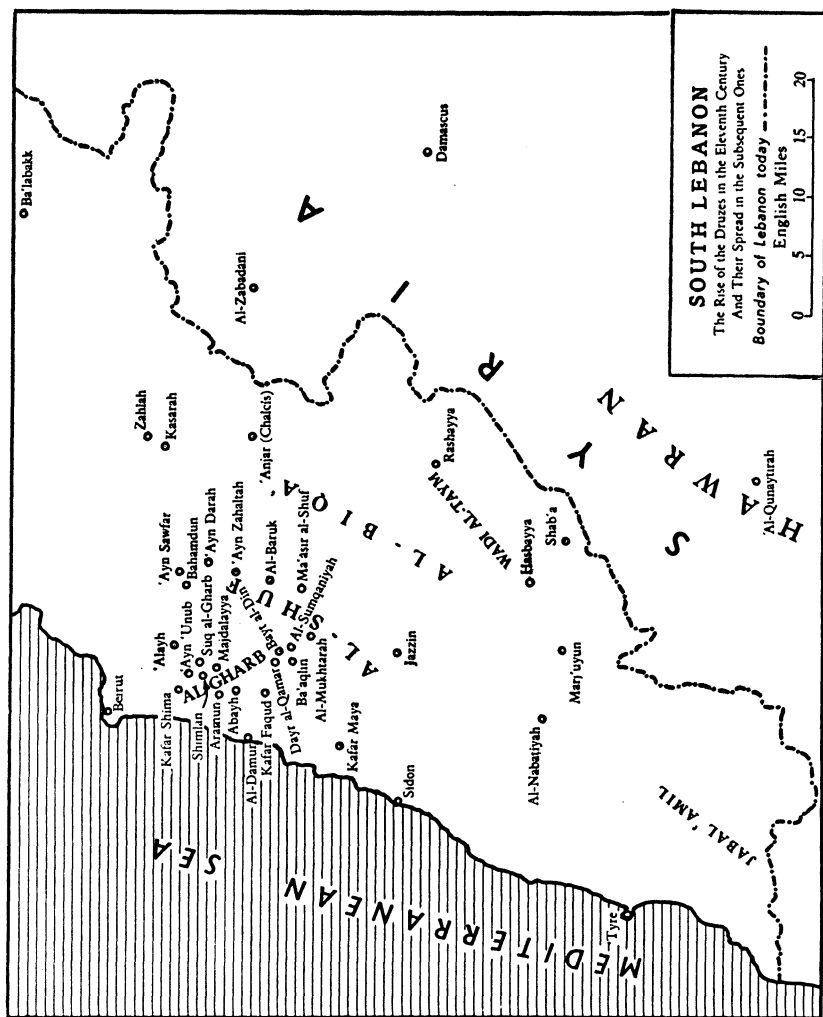 Ba'labakk
Zahlah
Kasarah
Al-Zabadani
Damascus
'Anjar (Chalcis)
Beirut
'Alayh
'Ayn Sawfar
Bahamdun
'Ayn 'Unub
Suq al-Gharb
'Ayn Darah
Majdalayya
'Ayn Zahaltah
Kafar Shima
Shimlan
AL-GHARB
Aramun
Abayh
Al-Damur
Kafar Faqud
Dayr al-Qamar
Bayt al-Din
Al-Baruk
Ma'asir al-Shuf
Al-Sumqaniyah
Ba'aqlin
Al-Mukhtarah
Kafar Maya
AL-SHUF
AL-BIQA'
Sidon
Jazzin
Rashayya
WADI AL-TAYM
Hasbayya
Shab'a
Al-Nabatiyah
Marj'uyun
Tyre
JABAL 'AMIL
'Al-Qunaytirah
HAWRAN
SYRIA
MEDITERRANEAN SEA
SOUTH LEBANON
The Rise of the Druzes in the Eleventh Century
And Their Spread in the Subsequent Ones
Boundary of Lebanon today
English Miles
0 5 10 15 20